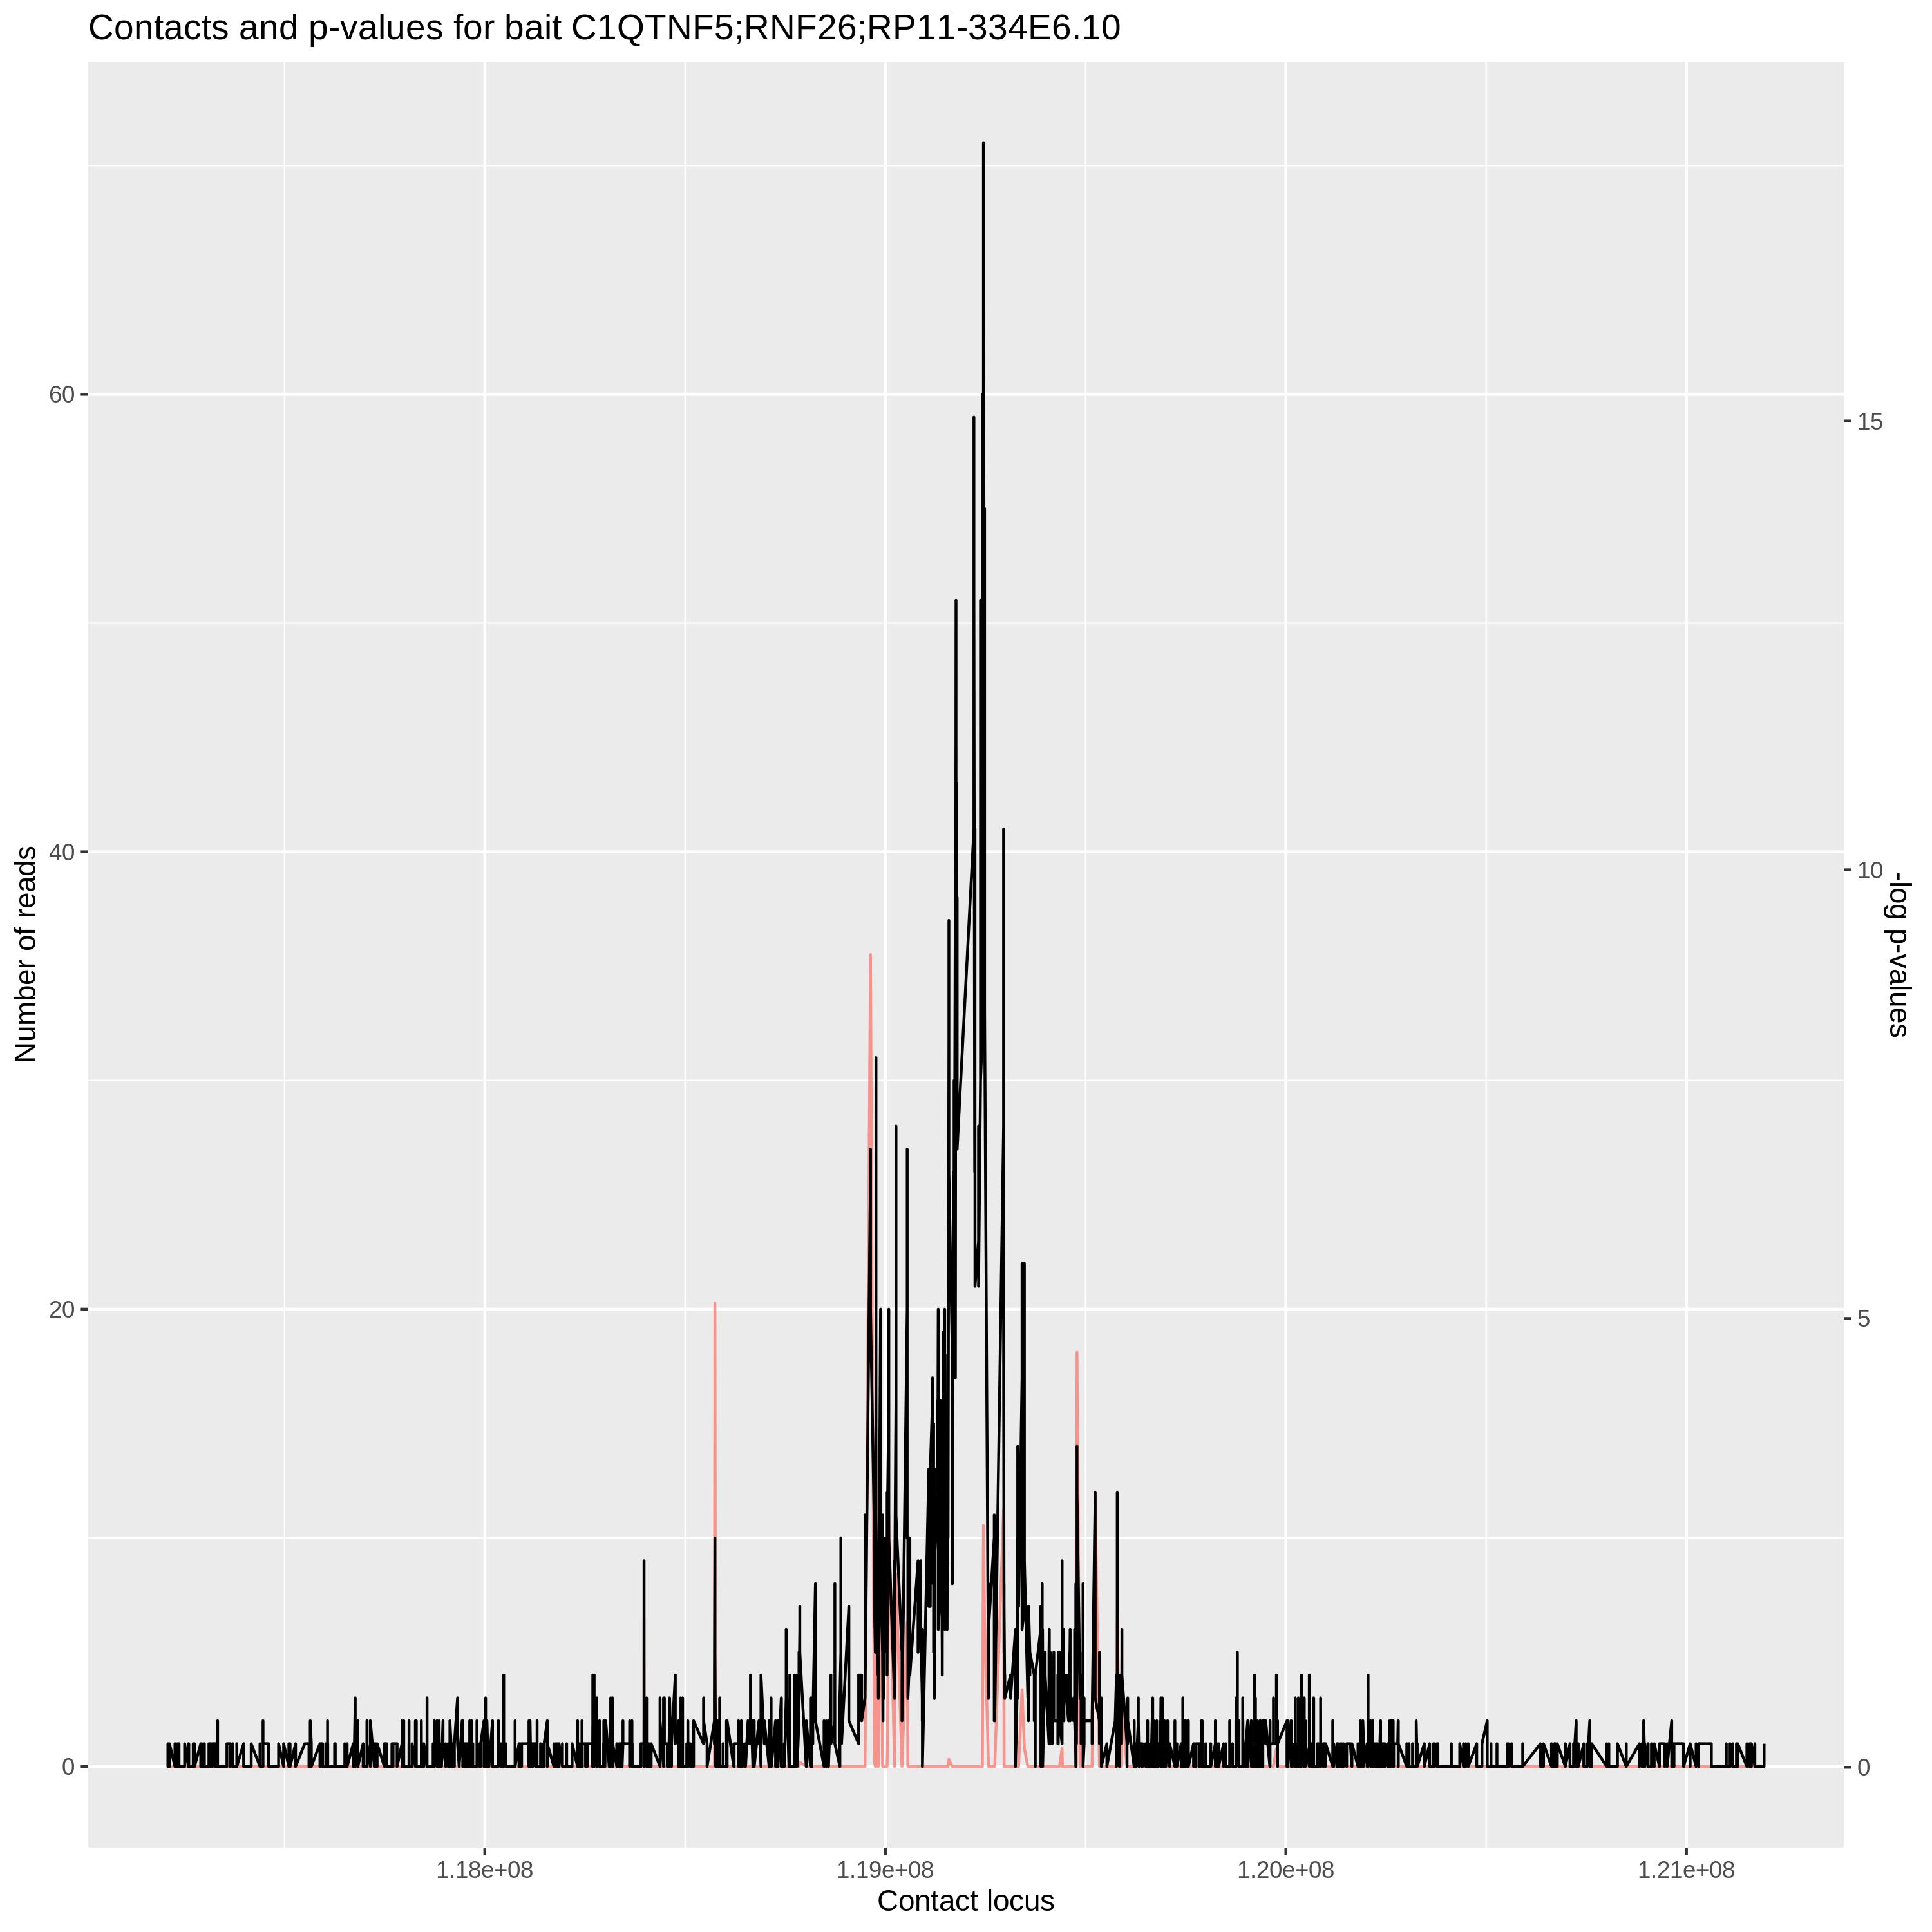 Contacts and p-values for bait C1QTNF5;RNF26;RP11-334E6.10
60
40
20
0
Number of reads
15
10
5
0
-log p-values
1.18e+08
1.19e+08
1.20e+08
1.21e+08
Contact locus